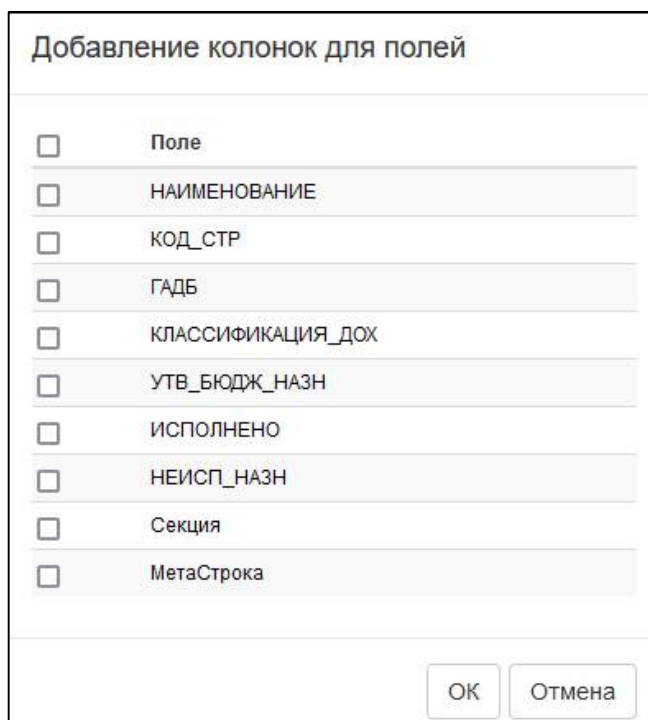 Добавление колонок для полей
Поле
НАИМЕНОВАНИЕ
КОД_СТР
ГАДБ
КЛАССИФИКАЦИЯ_ДОХ
УТВ_БЮДЖ_НАЗН
ИСПОЛНЕНО
НЕИСП_НАЗН
Секция
МетаСтрока
ОК Отмена